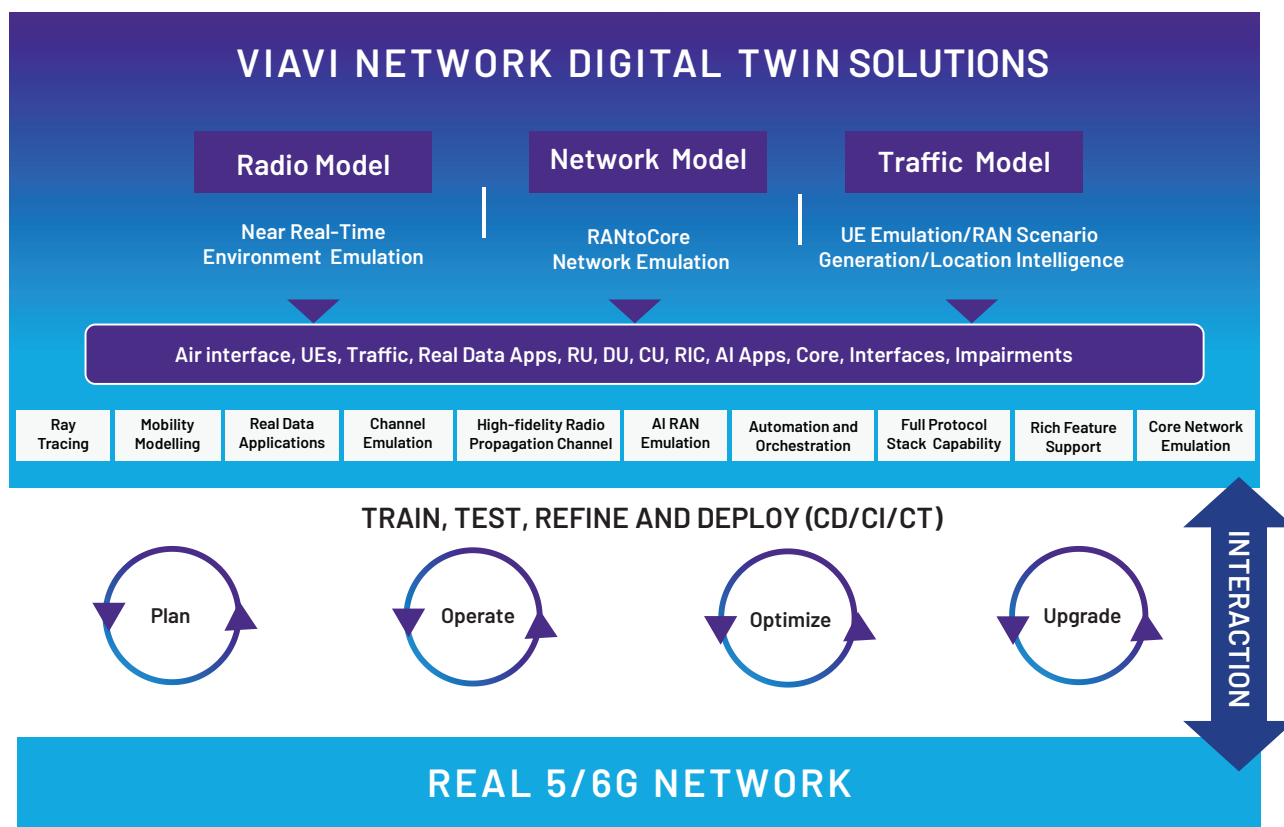 VIAVI NETWORK DIGITAL TWIN SOLUTIONS
Radio Model
Network Model
Traffic Model
Near Real-Time
Environment Emulation
RANtoCore
Network Emulation
UE Emulation/RAN Scenario
Generation/Location Intelligence
Air interface, UEs, Traffic, Real Data Apps, RU, DU, CU, RIC, AI Apps, Core, Interfaces, Impairments
Ray
Tracing
Mobility
Modelling
Real Data
Applications
Channel
Emulation
High-fidelity Radio
Propagation Channel
AI RAN
Emulation
Automation and
Orchestration
Full Protocol
Stack Capability
Rich Feature
Support
Core Network
Emulation
TRAIN, TEST, REFINE AND DEPLOY (CD/CI/CT)
Plan
Operate
Optimize
Upgrade
INTERACTION
REAL 5/6G NETWORK